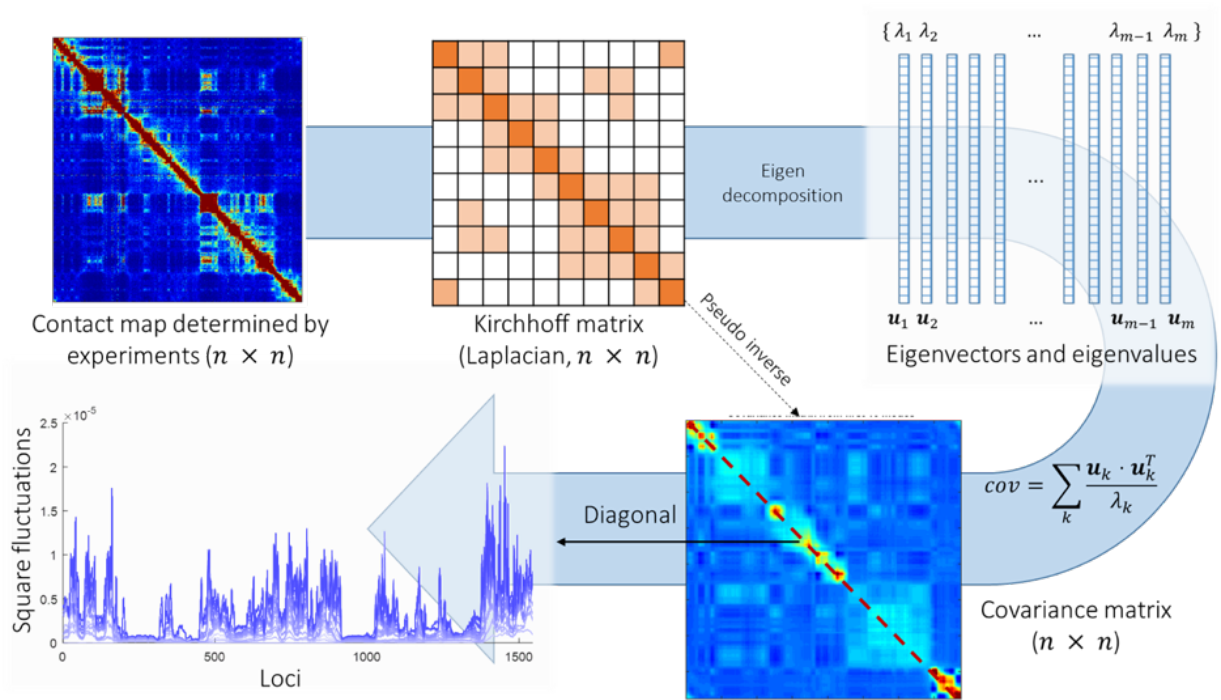 { λ₁ λ₂ ... λₘ₋₁ λₘ }
Eigen
decomposition
...
u₁ u₂ ... uₘ₋₁ uₘ
Contact map determined by
experiments (n × n)
Kirchhoff matrix
(Laplacian, n × n)
Eigenvectors and eigenvalues
Pseudo inverse
×10⁻⁵
2.5
2
1.5
1
0.5
0
Square fluctuations
0 500 1000 1500
Loci
Diagonal
cov = ∑ₖ uₖ · uₖᵀ / λₖ
Covariance matrix
(n × n)